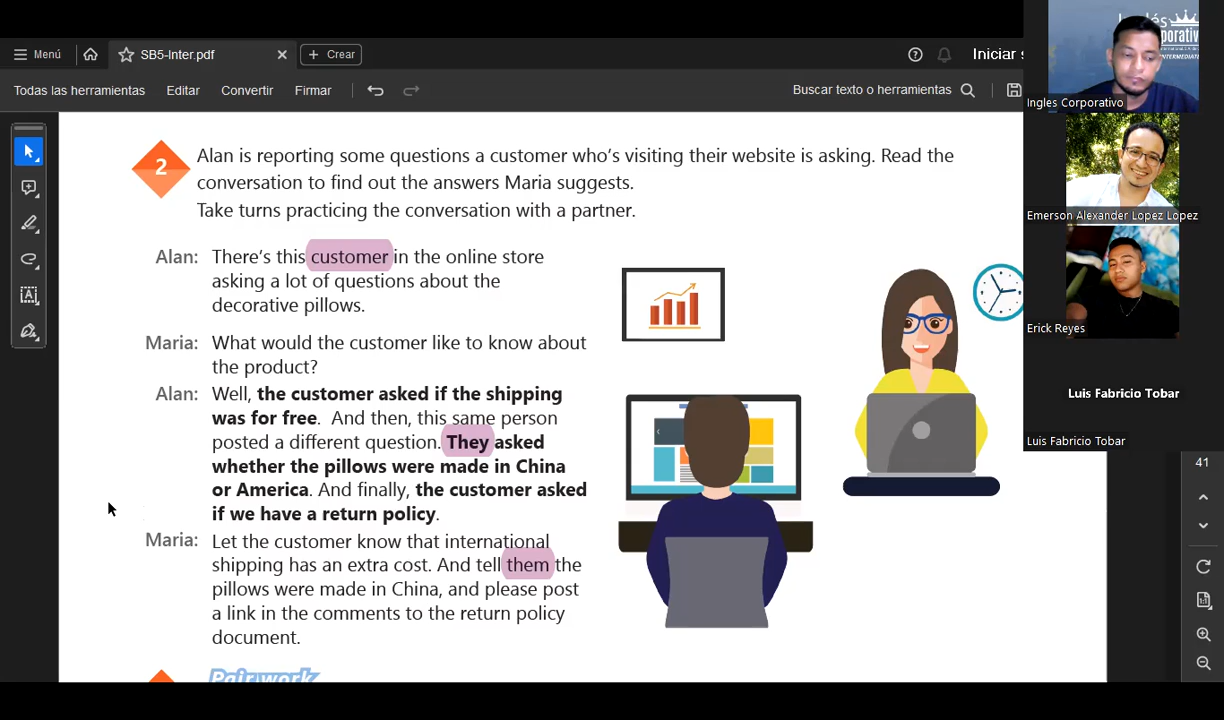 Menú
SB5-Inter.pdf
Crear
Iniciar s
Todas las herramientas
Editar
Convertir
Firmar
Buscar texto o herramientas
2
Alan is reporting some questions a customer who's visiting their website is asking. Read the
conversation to find out the answers Maria suggests.
Take turns practicing the conversation with a partner.
Alan: There's this customer in the online store
asking a lot of questions about the
decorative pillows.
Maria: What would the customer like to know about
the product?
Alan: Well, the customer asked if the shipping
was for free. And then, this same person
posted a different question. They asked
whether the pillows were made in China
or America. And finally, the customer asked
if we have a return policy.
Maria: Let the customer know that international
shipping has an extra cost. And tell them the
pillows were made in China, and please post
a link in the comments to the return policy
document.
Pair work
Ingles Corporativo
Emerson Alexander Lopez Lopez
Erick Reyes
Luis Fabricio Tobar
Luis Fabricio Tobar
41
1:1